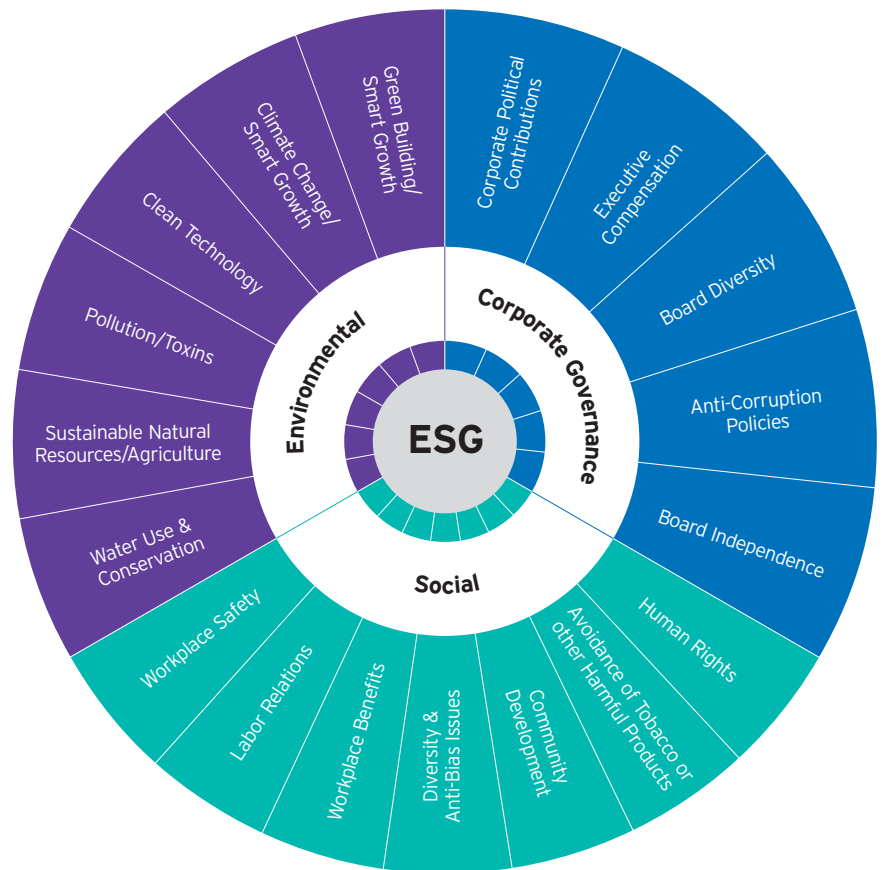 ESG
Environmental
Corporate Governance
Social
Green Building/
Smart Growth
Climate Change/
Smart Growth
Clean Technology
Pollution/Toxins
Sustainable Natural
Resources/Agriculture
Water Use &
Conservation
Corporate Political
Contributions
Executive
Compensation
Board Diversity
Anti-Corruption
Policies
Board Independence
Human Rights
Avoidance of Tobacco or
other Harmful Products
Community
Development
Diversity &
Anti-Bias Issues
Workplace Benefits
Labor Relations
Workplace Safety